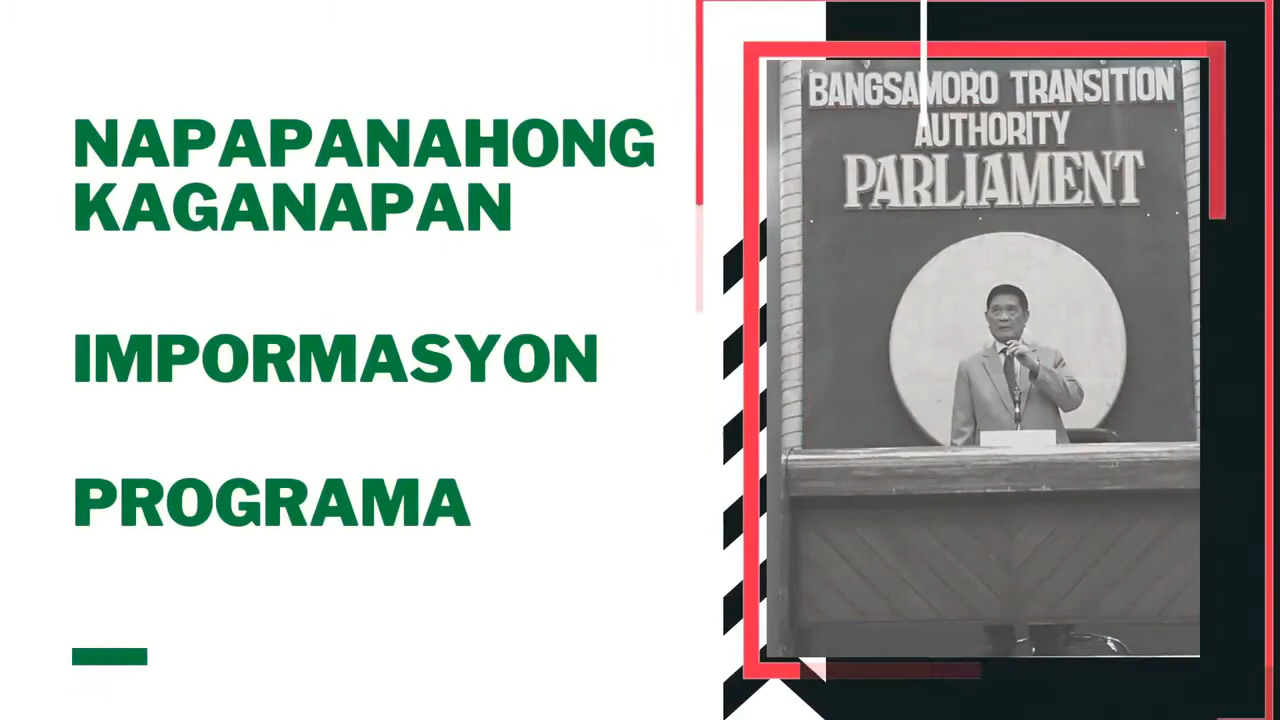 NAPAPANAHONG
KAGANAPAN
IMPORMASYON
PROGRAMA
BANGSAMORO TRANSITION
AUTHORITY
PARLIAMENT